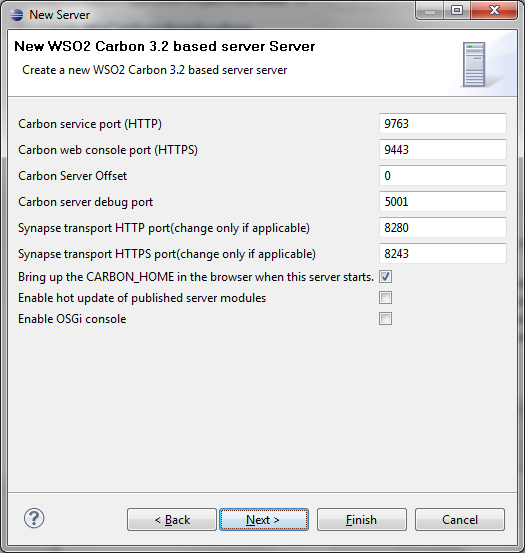 New Server
New WSO2 Carbon 3.2 based server Server
Create a new WSO2 Carbon 3.2 based server server
Carbon service port (HTTP) 9763
Carbon web console port (HTTPS) 9443
Carbon Server Offset 0
Carbon server debug port 5001
Synapse transport HTTP port(change only if applicable) 8280
Synapse transport HTTPS port(change only if applicable) 8243
Bring up the CARBON_HOME in the browser when this server starts.
Enable hot update of published server modules
Enable OSGi console
? < Back Next > Finish Cancel